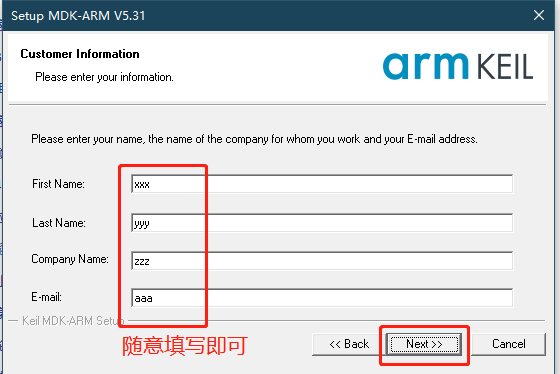 Setup MDK-ARM V5.31
Customer Information
Please enter your information.
arm KEIL
Please enter your name, the name of the company for whom you work and your E-mail address.
First Name: xxx
Last Name: yyy
Company Name: zzz
E-mail: aaa
Keil MDK-ARM Setup
随意填写即可
<< Back Next >> Cancel